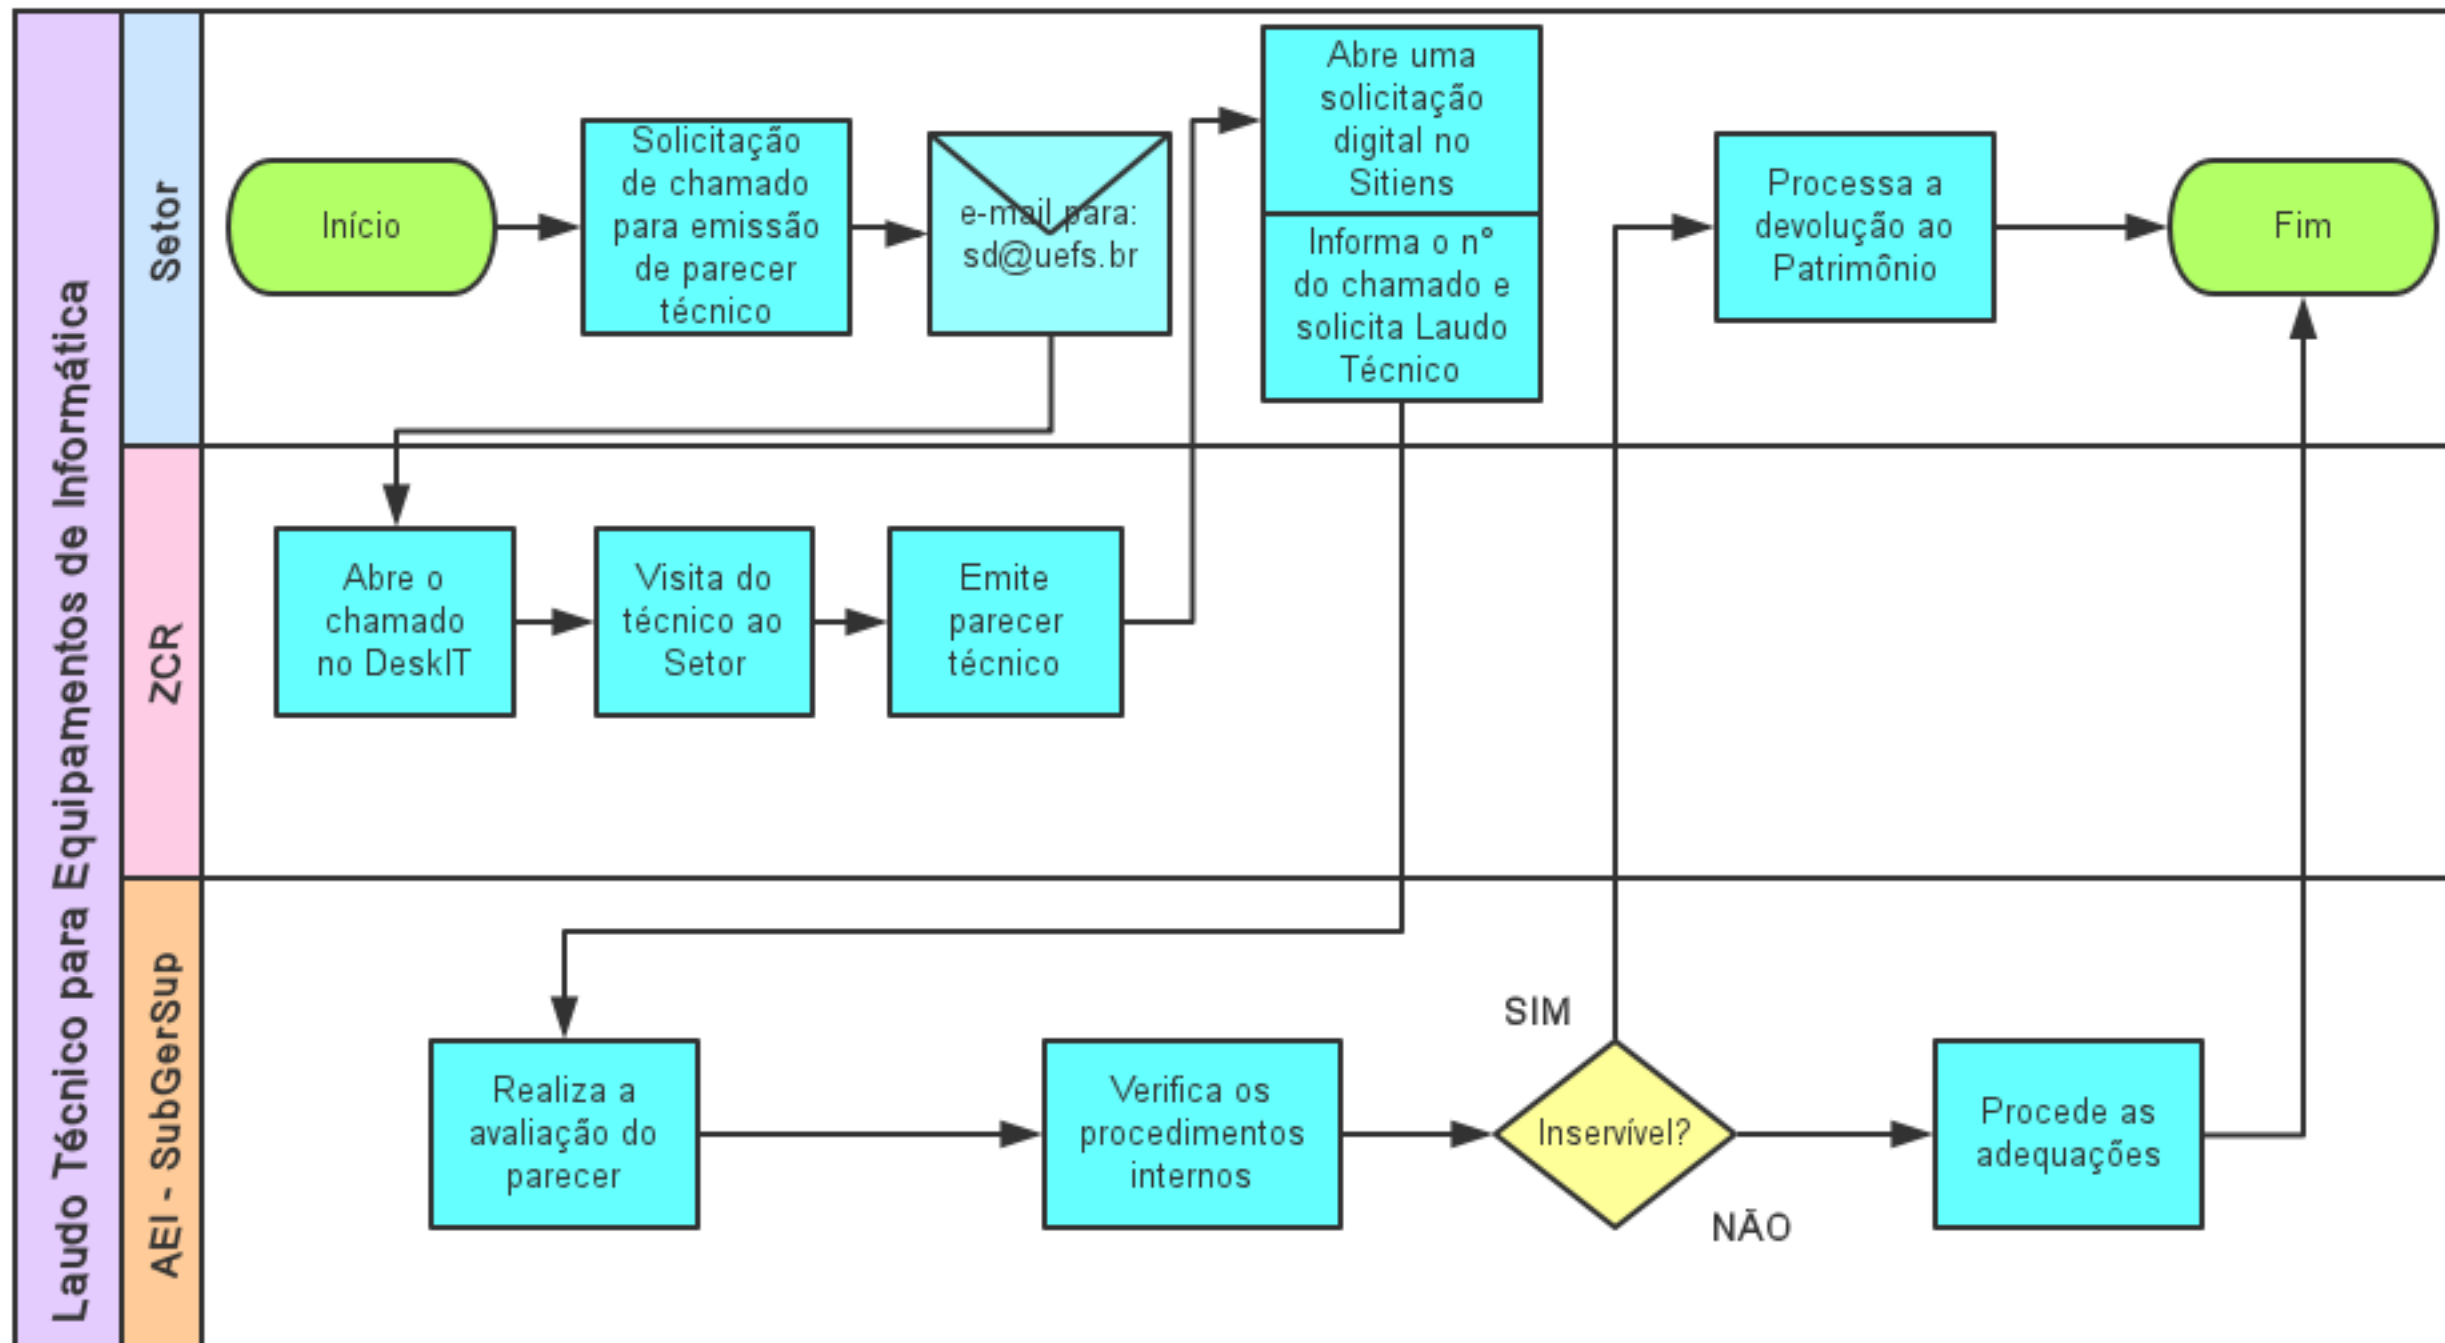 Laudo Técnico para Equipamentos de Informática
Setor
Início
Solicitação
de chamado
para emissão
de parecer
técnico
e-mail para:
sd@uefs.br
Abre uma
solicitação
digital no
Sitiens
Informa o n°
do chamado e
solicita Laudo
Técnico
Processa a
devolução ao
Patrimônio
Fim
ZCR
Abre o
chamado
no DeskIT
Visita do
técnico ao
Setor
Emite
parecer
técnico
AEI - SubGerSup
Realiza a
avaliação do
parecer
Verifica os
procedimentos
internos
SIM
Inservível?
NÃO
Procede as
adequações